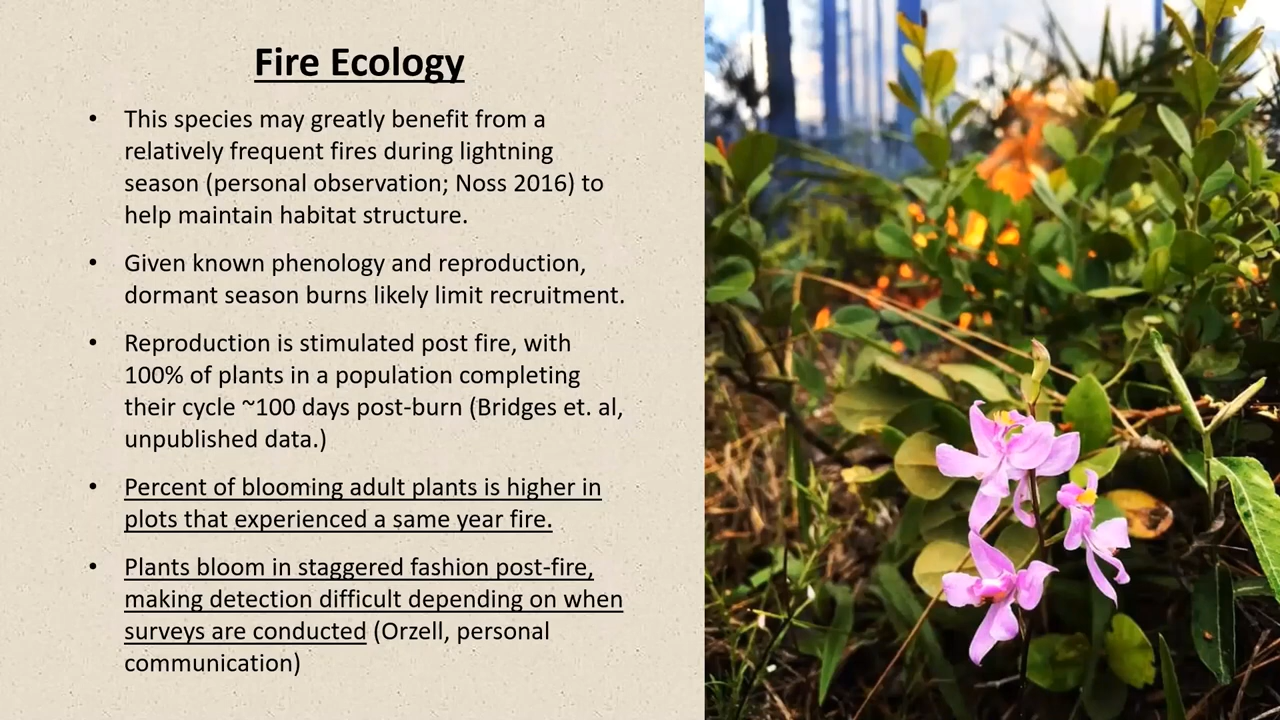 Fire Ecology
• This species may greatly benefit from a
relatively frequent fires during lightning
season (personal observation; Noss 2016) to
help maintain habitat structure.
• Given known phenology and reproduction,
dormant season burns likely limit recruitment.
• Reproduction is stimulated post fire, with
100% of plants in a population completing
their cycle ~100 days post-burn (Bridges et. al,
unpublished data.)
• Percent of blooming adult plants is higher in
plots that experienced a same year fire.
• Plants bloom in staggered fashion post-fire,
making detection difficult depending on when
surveys are conducted (Orzell, personal
communication)